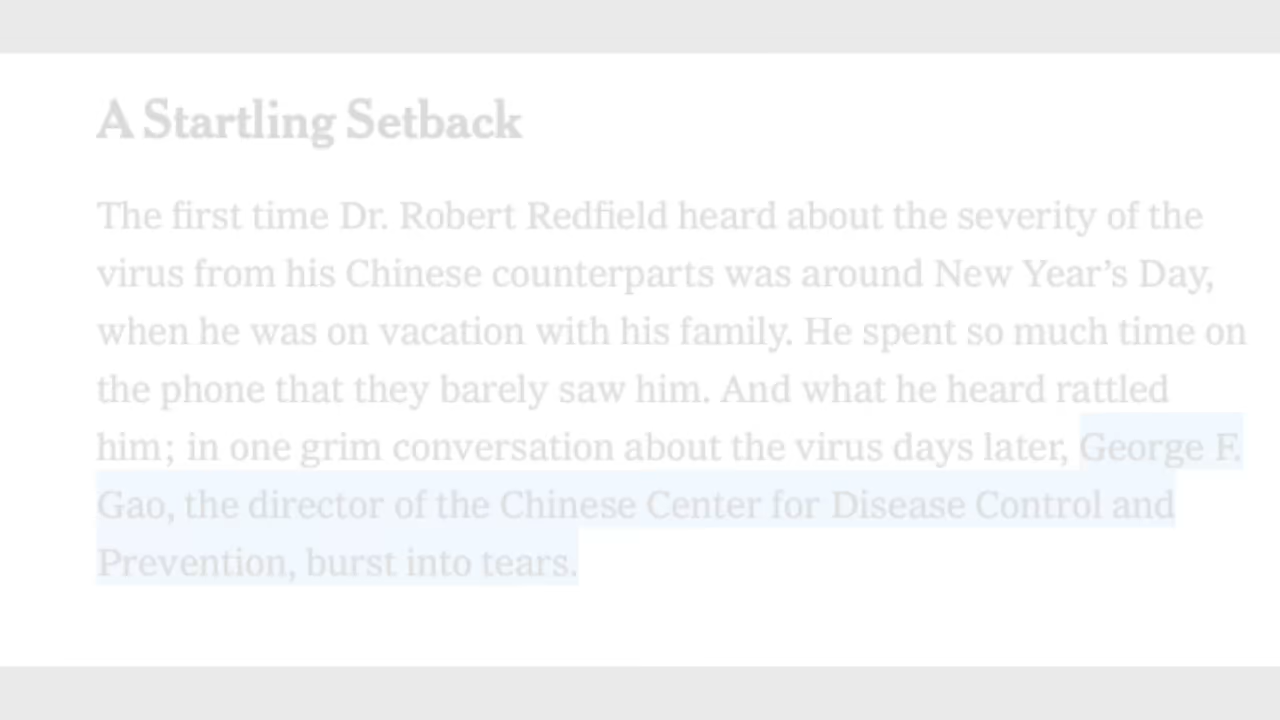 A Startling Setback
The first time Dr. Robert Redfield heard about the severity of the
virus from his Chinese counterparts was around New Year’s Day,
when he was on vacation with his family. He spent so much time on
the phone that they barely saw him. And what he heard rattled
him; in one grim conversation about the virus days later, George F.
Gao, the director of the Chinese Center for Disease Control and
Prevention, burst into tears.